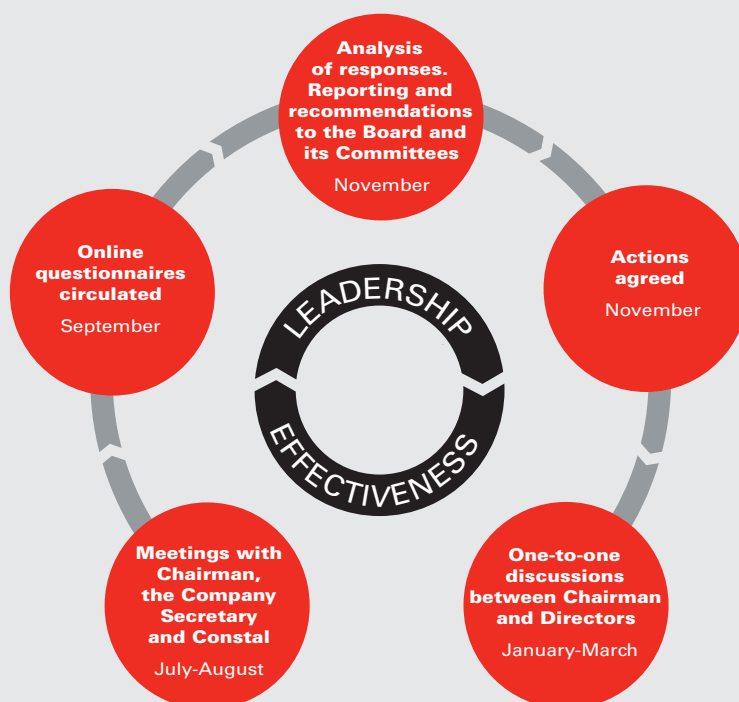 Analysis
of responses.
Reporting and
recommendations
to the Board and
its Committees
November
Online
questionnaires
circulated
September
Actions
agreed
November
LEADERSHIP
EFFECTIVENESS
Meetings with
Chairman,
the Company
Secretary
and Constal
July-August
One-to-one
discussions
between Chairman
and Directors
January-March